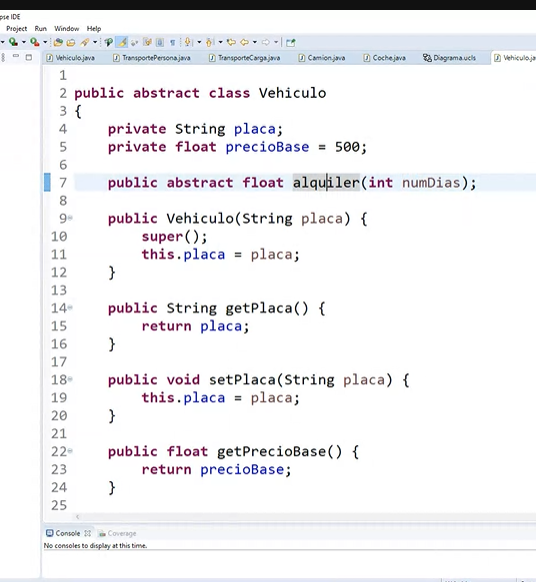 pse IDE
Project Run Window Help
Vehiculo.java TransportePersona.java TransporteCarga.java Camion.java Coche.java Diagrama.ucls Vehiculo.ja
1
2 public abstract class Vehiculo
3 {
4 private String placa;
5 private float precioBase = 500;
6
7 public abstract float alquiler(int numDias);
8
9 public Vehiculo(String placa) {
10 super();
11 this.placa = placa;
12 }
13
14 public String getPlaca() {
15 return placa;
16 }
17
18 public void setPlaca(String placa) {
19 this.placa = placa;
20 }
21
22 public float getPrecioBase() {
23 return precioBase;
24 }
25
Console Coverage
No consoles to display at this time.